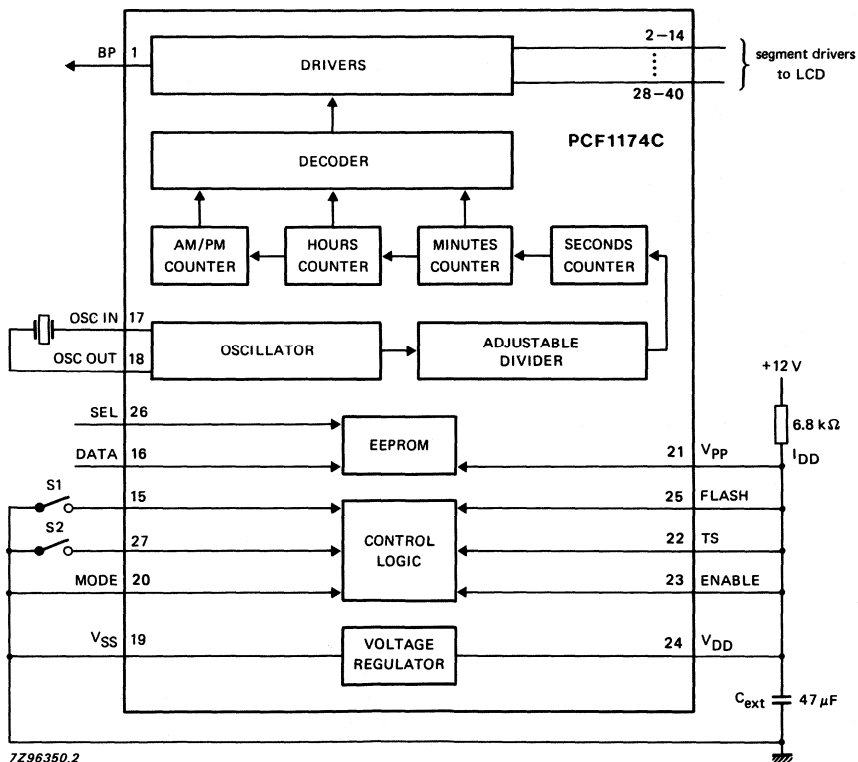 BP 1
DRIVERS
2–14
28–40
segment drivers
to LCD
PCF1174C
DECODER
AM/PM
COUNTER
HOURS
COUNTER
MINUTES
COUNTER
SECONDS
COUNTER
OSC IN 17
OSC OUT 18
OSCILLATOR
ADJUSTABLE
DIVIDER
+12 V
6.8 kΩ
I_DD
SEL 26
DATA 16
EEPROM
21 V_PP
S1
15
S2
27
MODE 20
CONTROL
LOGIC
25 FLASH
22 TS
23 ENABLE
V_SS 19
VOLTAGE
REGULATOR
24 V_DD
C_ext 47 μF
7Z96350.2